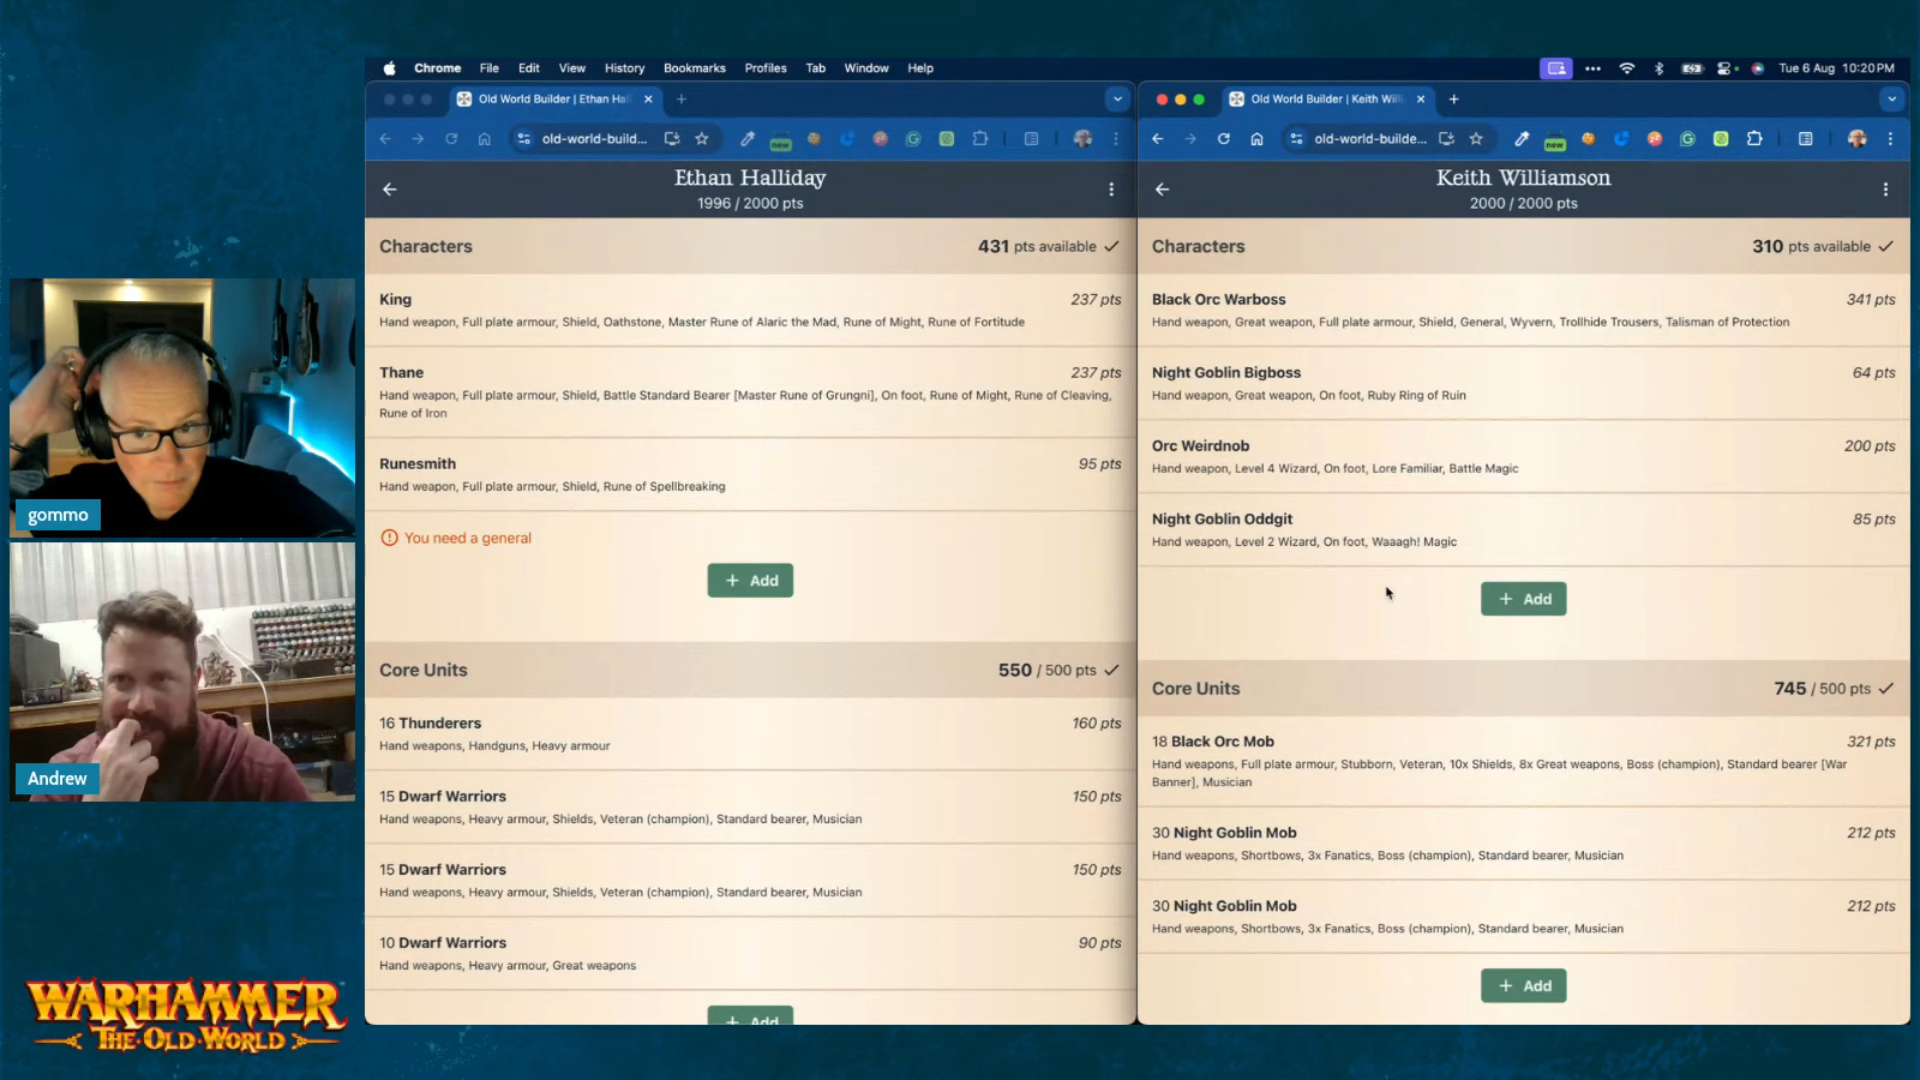 Chrome File Edit View History Bookmarks Profiles Tab Window Help
Tue 6 Aug 10:20PM
Old World Builder | Ethan Hal
old-world-build...
new
Ethan Halliday
1996 / 2000 pts
Characters
431 pts available
King
237 pts
Hand weapon, Full plate armour, Shield, Oathstone, Master Rune of Alaric the Mad, Rune of Might, Rune of Fortitude
Thane
237 pts
Hand weapon, Full plate armour, Shield, Battle Standard Bearer [Master Rune of Grungni], On foot, Rune of Might, Rune of Cleaving,
Rune of Iron
Runesmith
95 pts
Hand weapon, Full plate armour, Shield, Rune of Spellbreaking
You need a general
+ Add
Core Units
550 / 500 pts
16 Thunderers
160 pts
Hand weapons, Handguns, Heavy armour
15 Dwarf Warriors
150 pts
Hand weapons, Heavy armour, Shields, Veteran (champion), Standard bearer, Musician
15 Dwarf Warriors
150 pts
Hand weapons, Heavy armour, Shields, Veteran (champion), Standard bearer, Musician
10 Dwarf Warriors
90 pts
Hand weapons, Heavy armour, Great weapons
+ Add
Old World Builder | Keith Will
old-world-builde...
new
Keith Williamson
2000 / 2000 pts
Characters
310 pts available
Black Orc Warboss
341 pts
Hand weapon, Great weapon, Full plate armour, Shield, General, Wyvern, Trollhide Trousers, Talisman of Protection
Night Goblin Bigboss
64 pts
Hand weapon, Great weapon, On foot, Ruby Ring of Ruin
Orc Weirdnob
200 pts
Hand weapon, Level 4 Wizard, On foot, Lore Familiar, Battle Magic
Night Goblin Oddgit
85 pts
Hand weapon, Level 2 Wizard, On foot, Waaagh! Magic
+ Add
Core Units
745 / 500 pts
18 Black Orc Mob
321 pts
Hand weapons, Full plate armour, Stubborn, Veteran, 10x Shields, 8x Great weapons, Boss (champion), Standard bearer [War
Banner], Musician
30 Night Goblin Mob
212 pts
Hand weapons, Shortbows, 3x Fanatics, Boss (champion), Standard bearer, Musician
30 Night Goblin Mob
212 pts
Hand weapons, Shortbows, 3x Fanatics, Boss (champion), Standard bearer, Musician
+ Add
gommo
Andrew
WARHAMMER
THE·OLD·WORLD